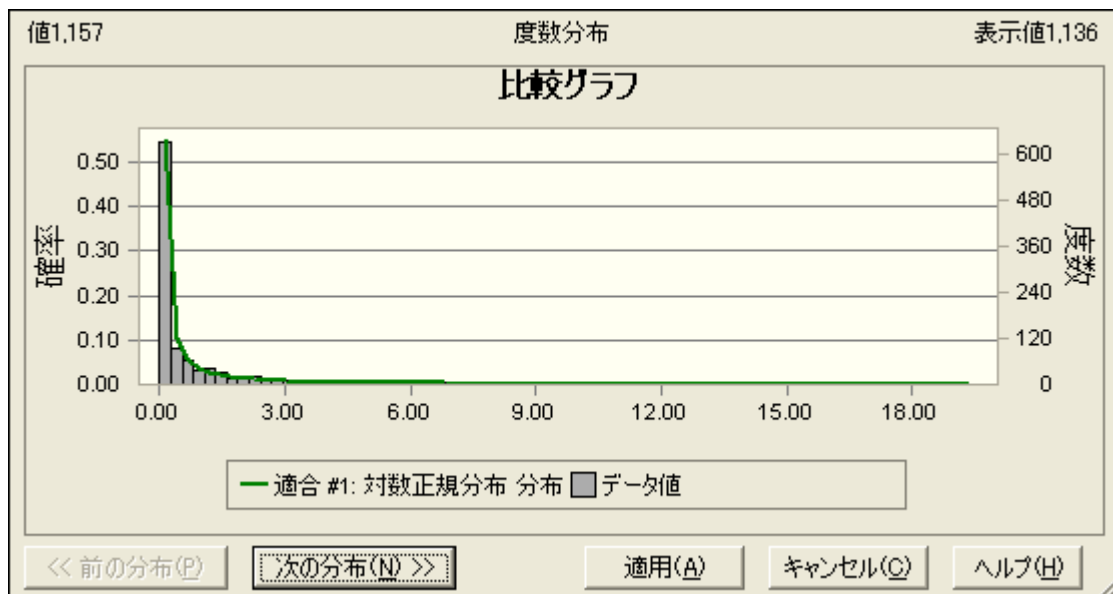 値1,157 度数分布 表示値1,136
比較グラフ
確率
0.50
0.40
0.30
0.20
0.10
0.00
600
480
360
240
120
0
度数
0.00 3.00 6.00 9.00 12.00 15.00 18.00
適合 #1: 対数正規分布 分布 データ値
<< 前の分布(P) 次の分布(N) >> 適用(A) キャンセル(C) ヘルプ(H)